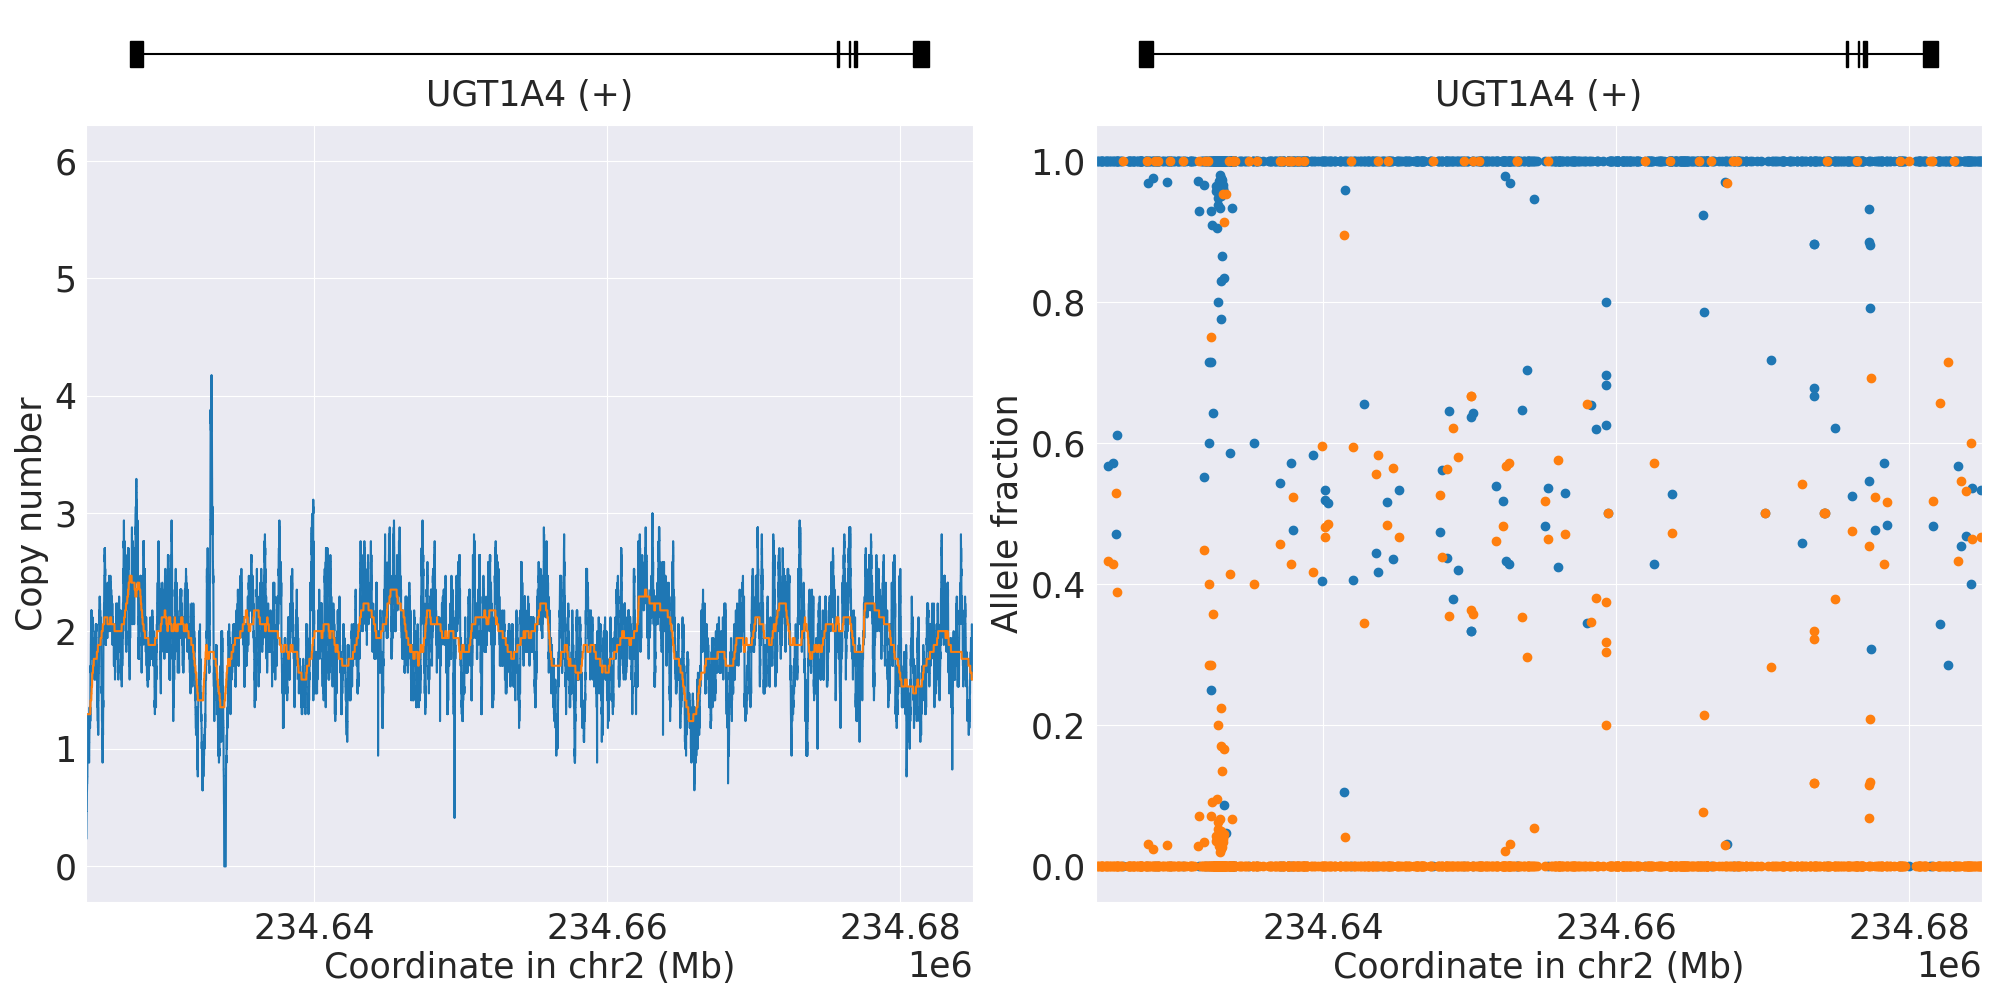 UGT1A4 (+)
6
5
4
3
2
1
0
Copy number
234.64 234.66 234.68
1e6
Coordinate in chr2 (Mb)
UGT1A4 (+)
1.0
0.8
0.6
0.4
0.2
0.0
Allele fraction
234.64 234.66 234.68
1e6
Coordinate in chr2 (Mb)